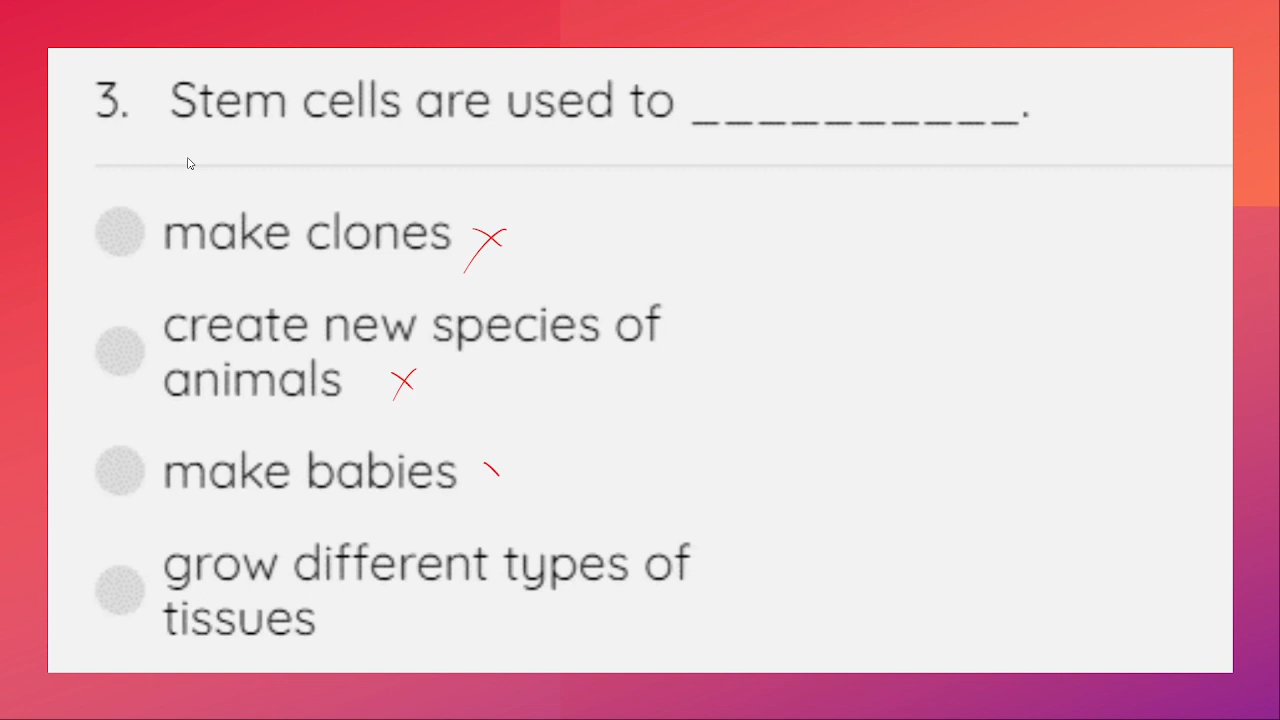 3. Stem cells are used to __________.
make clones
create new species of
animals
make babies
grow different types of
tissues